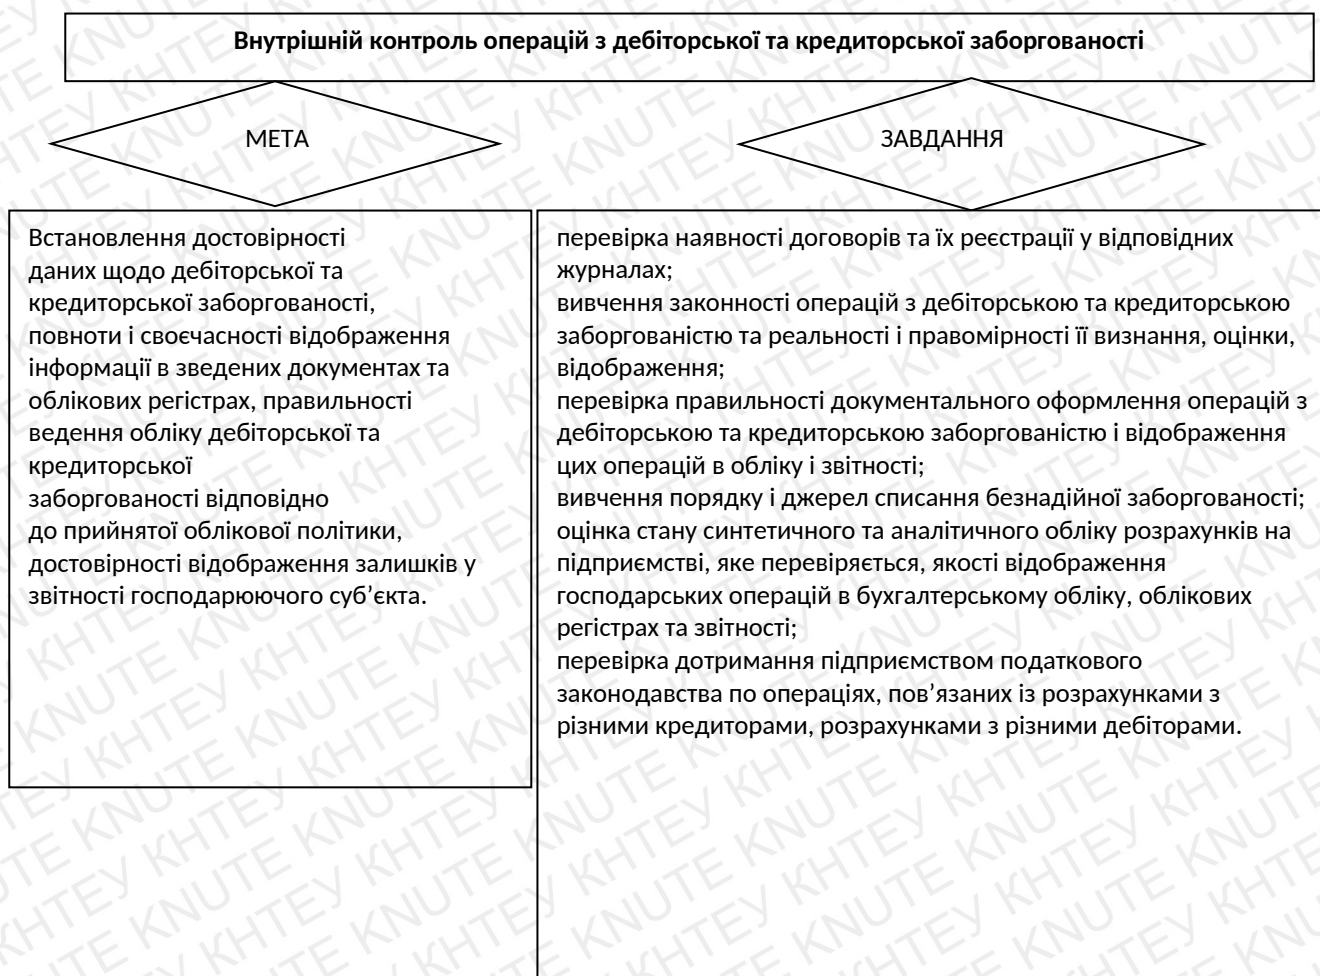 Внутрішній контроль операцій з дебіторської та кредиторської заборгованості
МЕТА
ЗАВДАННЯ
Встановлення достовірності
даних щодо дебіторської та
кредиторської заборгованості,
повноти і своєчасності відображення
інформації в зведених документах та
облікових регістрах, правильності
ведення обліку дебіторської та
кредиторської
заборгованості відповідно
до прийнятої облікової політики,
достовірності відображення залишків у
звітності господарюючого суб’єкта.
перевірка наявності договорів та їх реєстрації у відповідних
журналах;
вивчення законності операцій з дебіторською та кредиторською
заборгованістю та реальності і правомірності її визнання, оцінки,
відображення;
перевірка правильності документального оформлення операцій з
дебіторською та кредиторською заборгованістю і відображення
цих операцій в обліку і звітності;
вивчення порядку і джерел списання безнадійної заборгованості;
оцінка стану синтетичного та аналітичного обліку розрахунків на
підприємстві, яке перевіряється, якості відображення
господарських операцій в бухгалтерському обліку, облікових
регістрах та звітності;
перевірка дотримання підприємством податкового
законодавства по операціях, пов’язаних із розрахунками з
різними кредиторами, розрахунками з різними дебіторами.